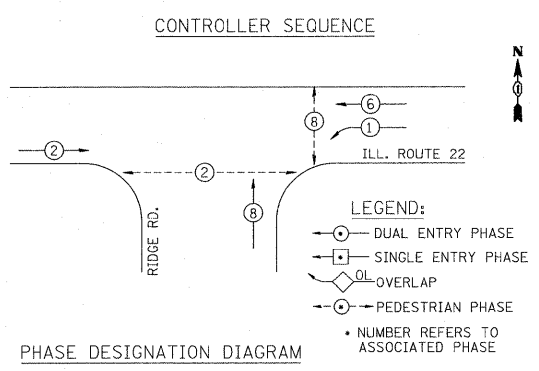 CONTROLLER SEQUENCE
N
6
8
1
2
ILL. ROUTE 22
2
8
RIDGE RD.
LEGEND:
DUAL ENTRY PHASE
SINGLE ENTRY PHASE
OL OVERLAP
PEDESTRIAN PHASE
* NUMBER REFERS TO
ASSOCIATED PHASE
PHASE DESIGNATION DIAGRAM